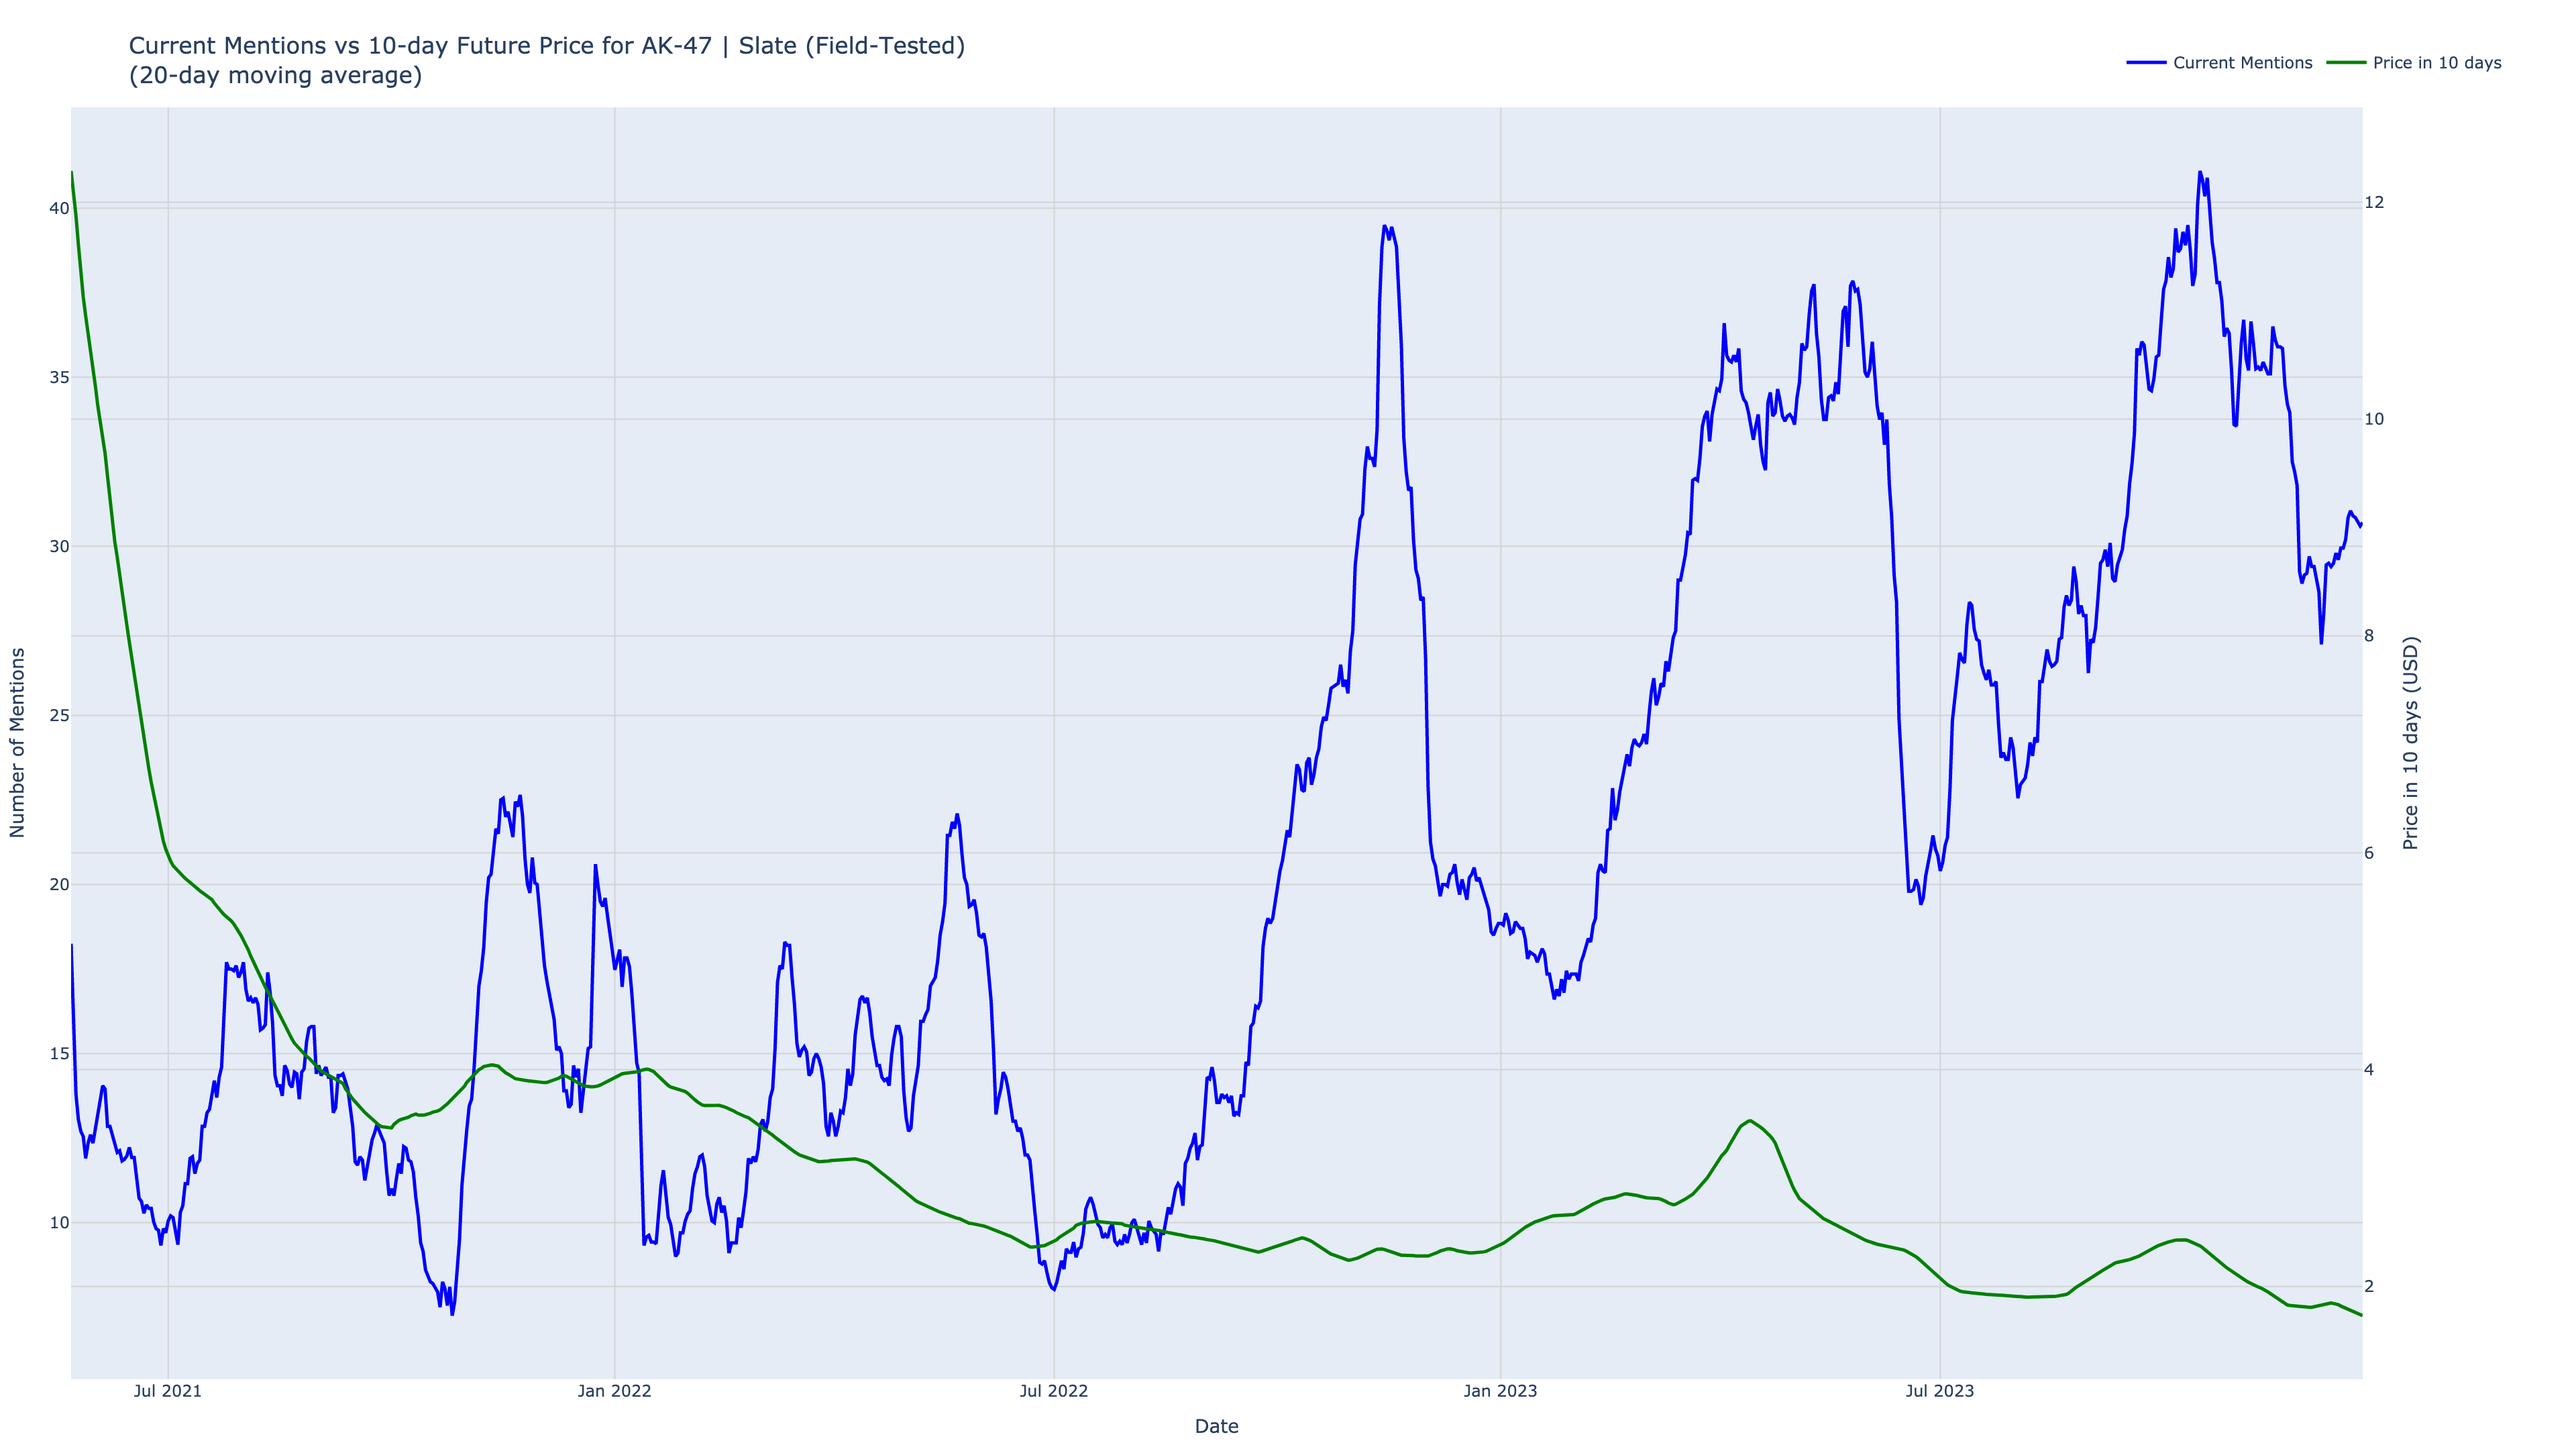 Current Mentions vs 10-day Future Price for AK-47 | Slate (Field-Tested)
(20-day moving average)
Current Mentions
Price in 10 days
40
35
30
25
20
15
10
Number of Mentions
12
10
8
6
4
2
Price in 10 days (USD)
Jul 2021
Jan 2022
Jul 2022
Jan 2023
Jul 2023
Date